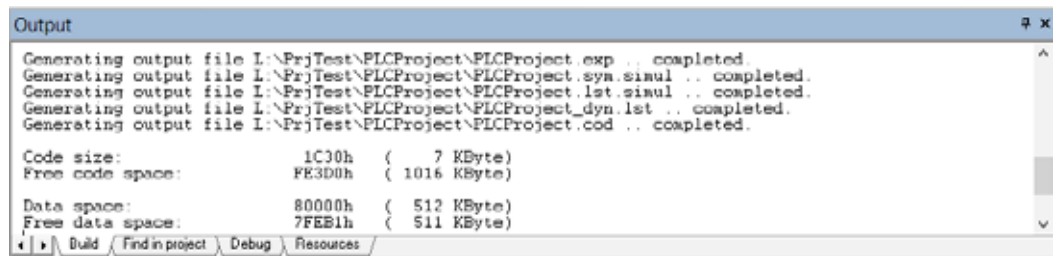 Output
Generating output file L:\PrjTest\PLCProject\PLCProject.exp .. completed.
Generating output file L:\PrjTest\PLCProject\PLCProject.sym.simul .. completed.
Generating output file L:\PrjTest\PLCProject\PLCProject.lst.simul .. completed.
Generating output file L:\PrjTest\PLCProject\PLCProject_dyn.lst .. completed.
Generating output file L:\PrjTest\PLCProject\PLCProject.cod .. completed.
Code size: 1C30h ( 7 KByte)
Free code space: FE3D0h ( 1016 KByte)
Data space: 80000h ( 512 KByte)
Free data space: 7FEB1h ( 511 KByte)
Build Find in project Debug Resources